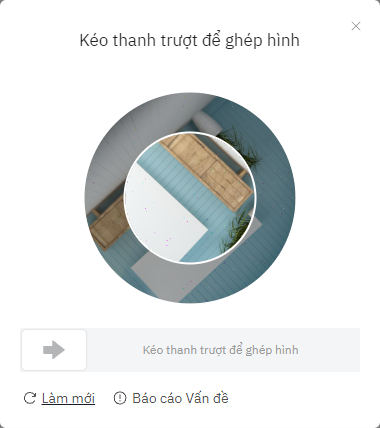 Kéo thanh trượt để ghép hình
Kéo thanh trượt để ghép hình
Làm mới
Báo cáo Vấn đề